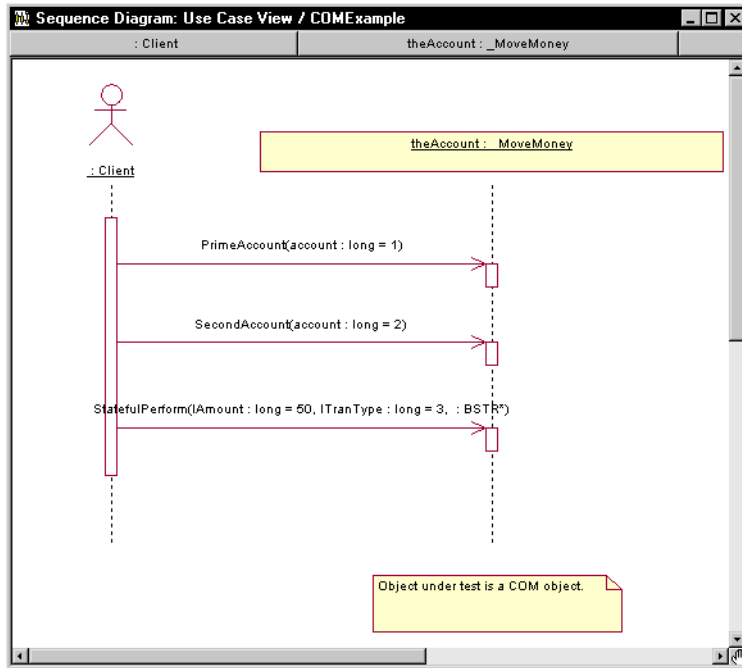 Sequence Diagram: Use Case View / COMExample
: Client
theAccount : _MoveMoney
theAccount : _MoveMoney
: Client
PrimeAccount(account : long = 1)
SecondAccount(account : long = 2)
StatefulPerform(lAmount : long = 50, lTranType : long = 3, : BSTR*)
Object under test is a COM object.